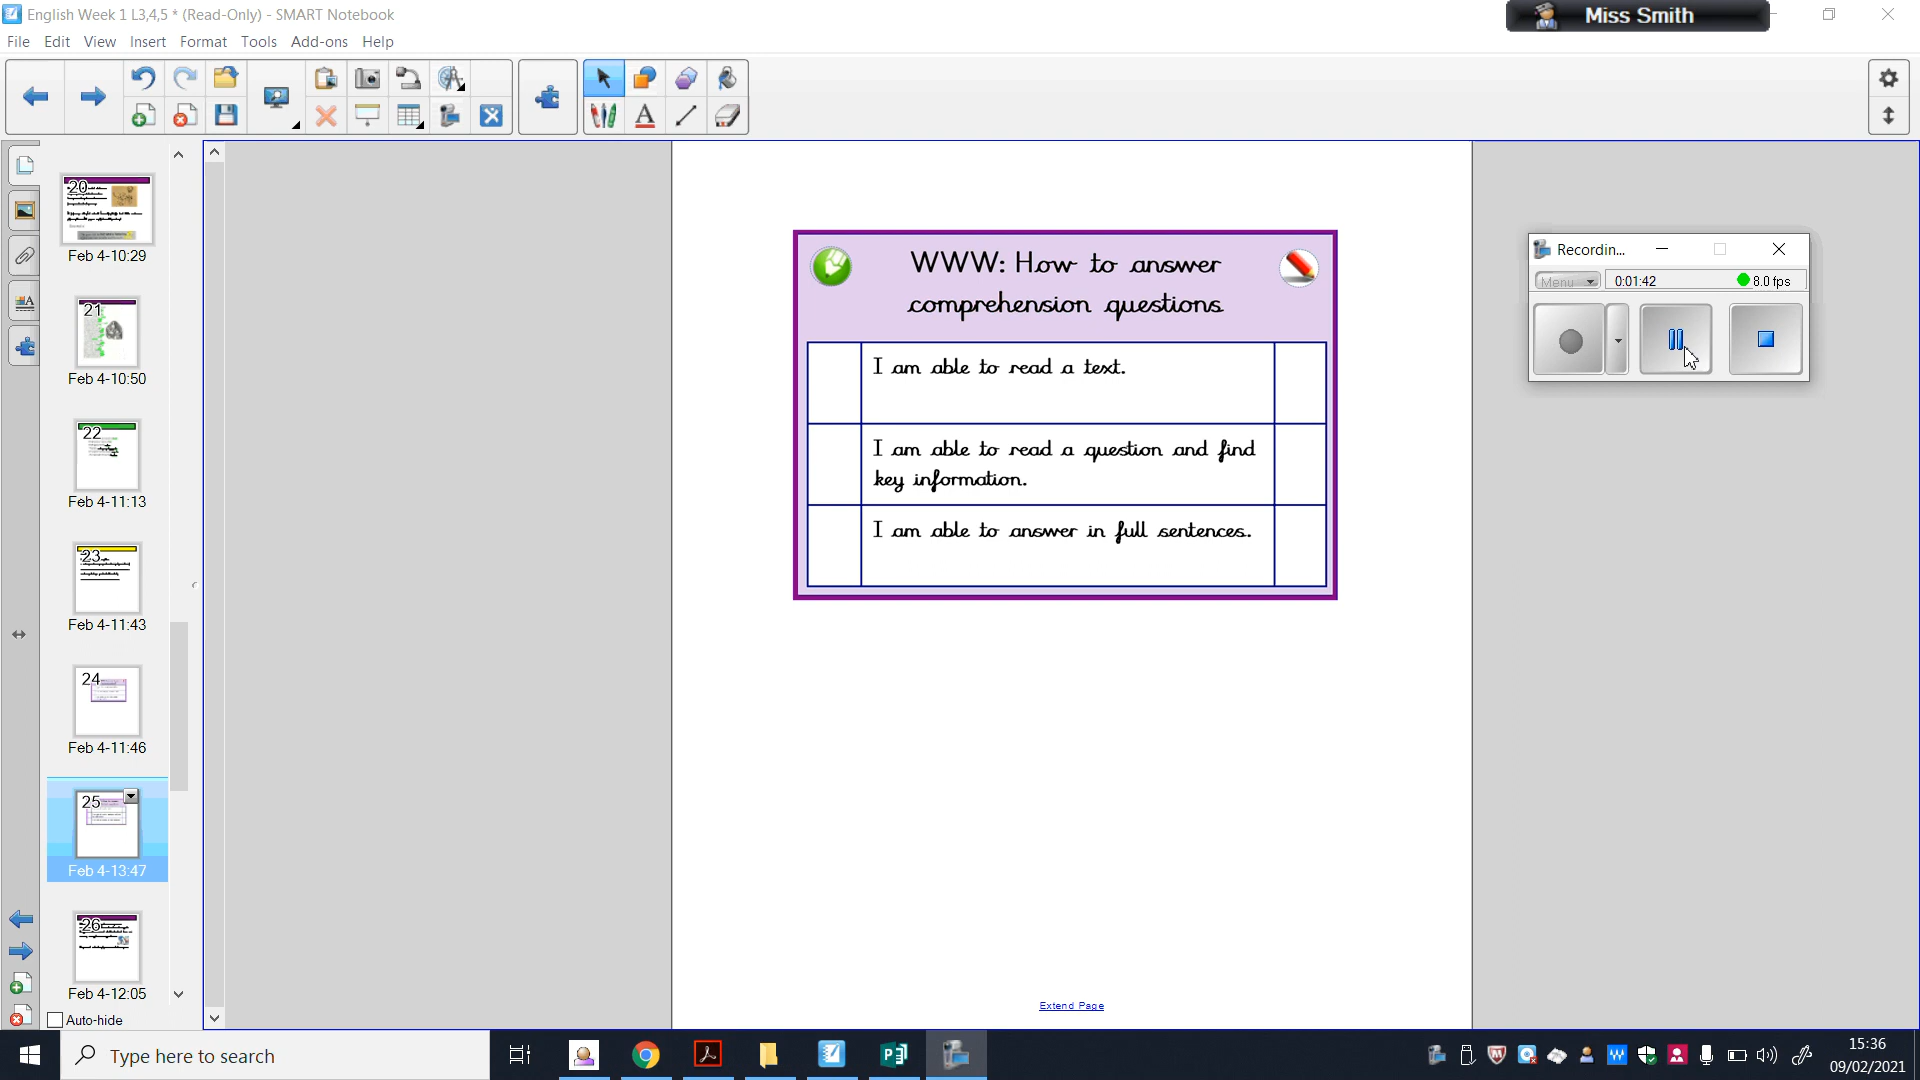 English Week 1 L3,4,5 * (Read-Only) - SMART Notebook
Miss Smith
File Edit View Insert Format Tools Add-ons Help
20
Feb 4-10:29
21
Feb 4-10:50
22
Feb 4-11:13
23
Feb 4-11:43
24
Feb 4-11:46
25
Feb 4-13:47
26
Feb 4-12:05
Auto-hide
WWW: How to answer
comprehension questions
I am able to read a text.
I am able to read a question and find
key information.
I am able to answer in full sentences.
Extend Page
Recordin...
Menu
0:01:42
8.0 fps
Type here to search
15:36
09/02/2021